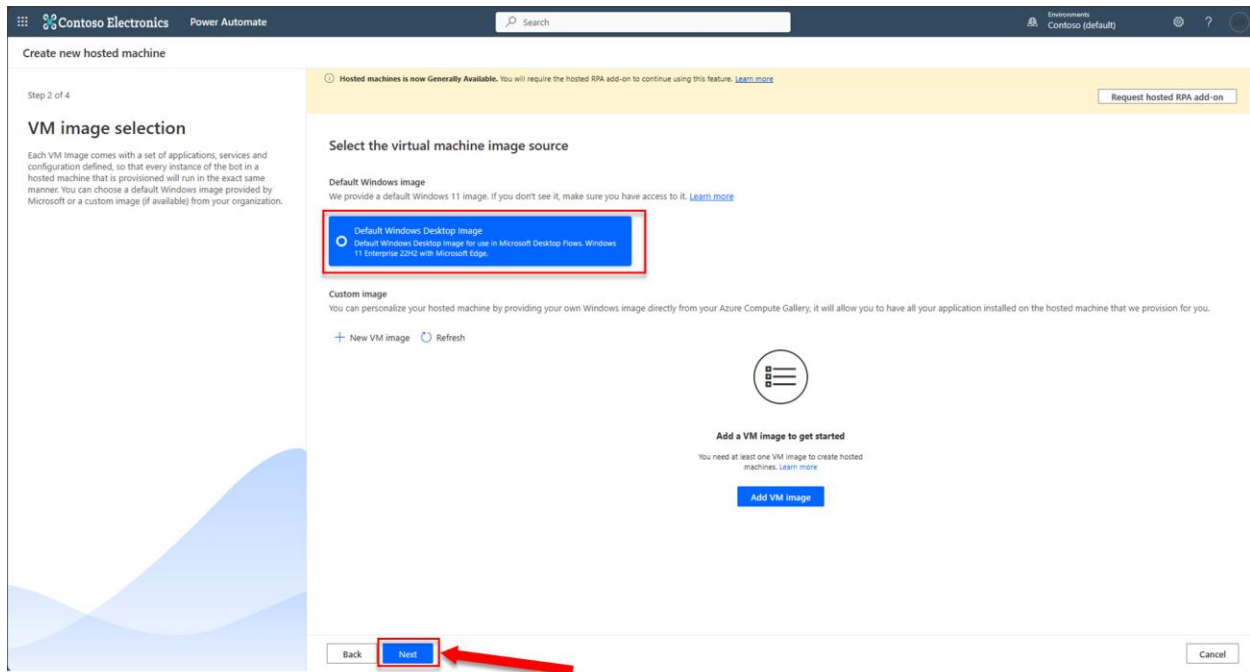 Contoso Electronics Power Automate
Search
Environments
Contoso (default)
?
Create new hosted machine
Step 2 of 4
VM image selection
Each VM Image comes with a set of applications, services and
configuration defined, so that every instance of the bot in a
hosted machine that is provisioned will run in the exact same
manner. You can choose a default Windows image provided by
Microsoft or a custom image (if available) from your organization.
Hosted machines is now Generally Available. You will require the hosted RPA add-on to continue using this feature. Learn more
Request hosted RPA add-on
Select the virtual machine image source
Default Windows image
We provide a default Windows 11 image. If you don't see it, make sure you have access to it. Learn more
Default Windows Desktop Image
Default Windows Desktop Image for use in Microsoft Desktop Flows. Windows
11 Enterprise 22H2 with Microsoft Edge.
Custom image
You can personalize your hosted machine by providing your own Windows image directly from your Azure Compute Gallery, it will allow you to have all your application installed on the hosted machine that we provision for you.
New VM image Refresh
Add a VM image to get started
You need at least one VM image to create hosted
machines. Learn more
Add VM image
Back Next Cancel